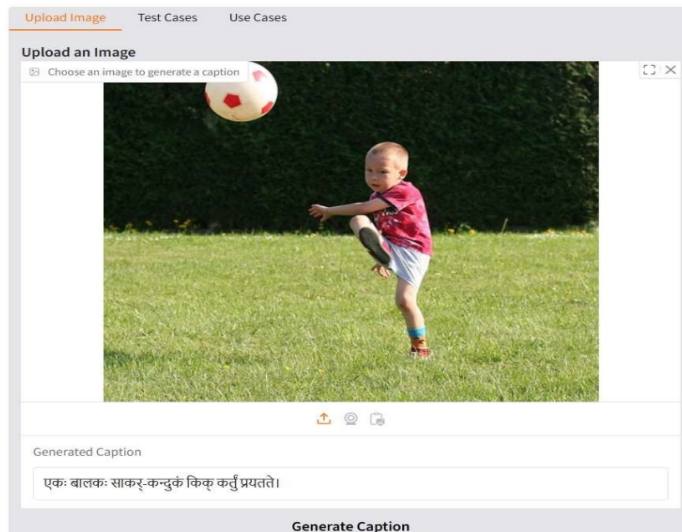 Upload Image Test Cases Use Cases
Upload an Image
Choose an image to generate a caption
Generated Caption
एकः बालकः साकर्-कन्दुकं किक् कर्तुं प्रयतते।
Generate Caption